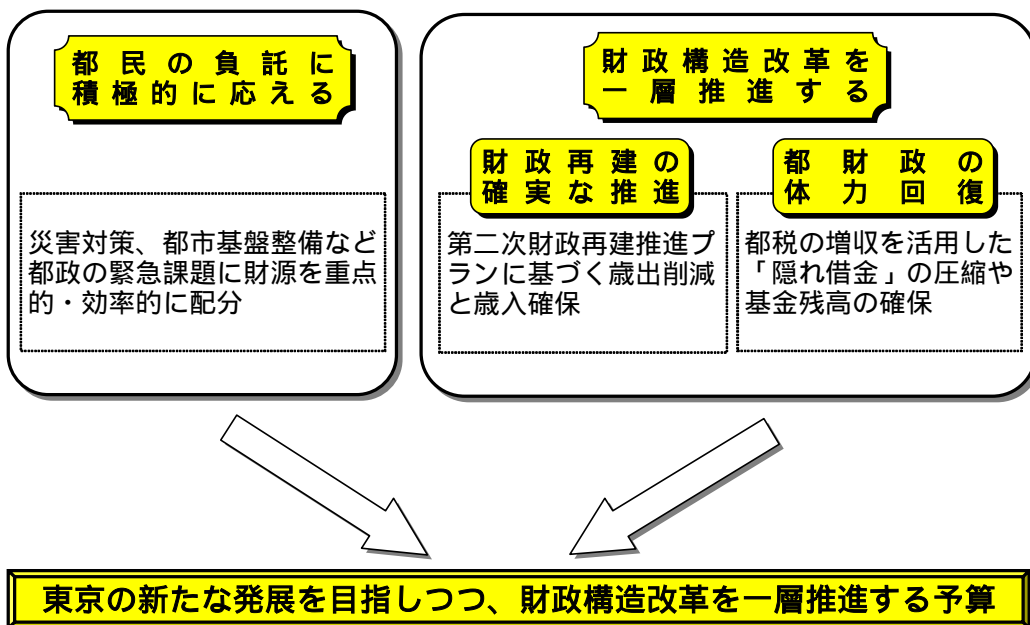 都民の負託に
積極的に応える
災害対策、都市基盤整備など
都政の緊急課題に財源を重点
的・効率的に配分
財政構造改革を
一層推進する
財政再建の
確実な推進
第二次財政再建推進プ
ランに基づく歳出削減
と歳入確保
都財政の
体力回復
都税の増収を活用した
「隠れ借金」の圧縮や
基金残高の確保
東京の新たな発展を目指しつつ、財政構造改革を一層推進する予算